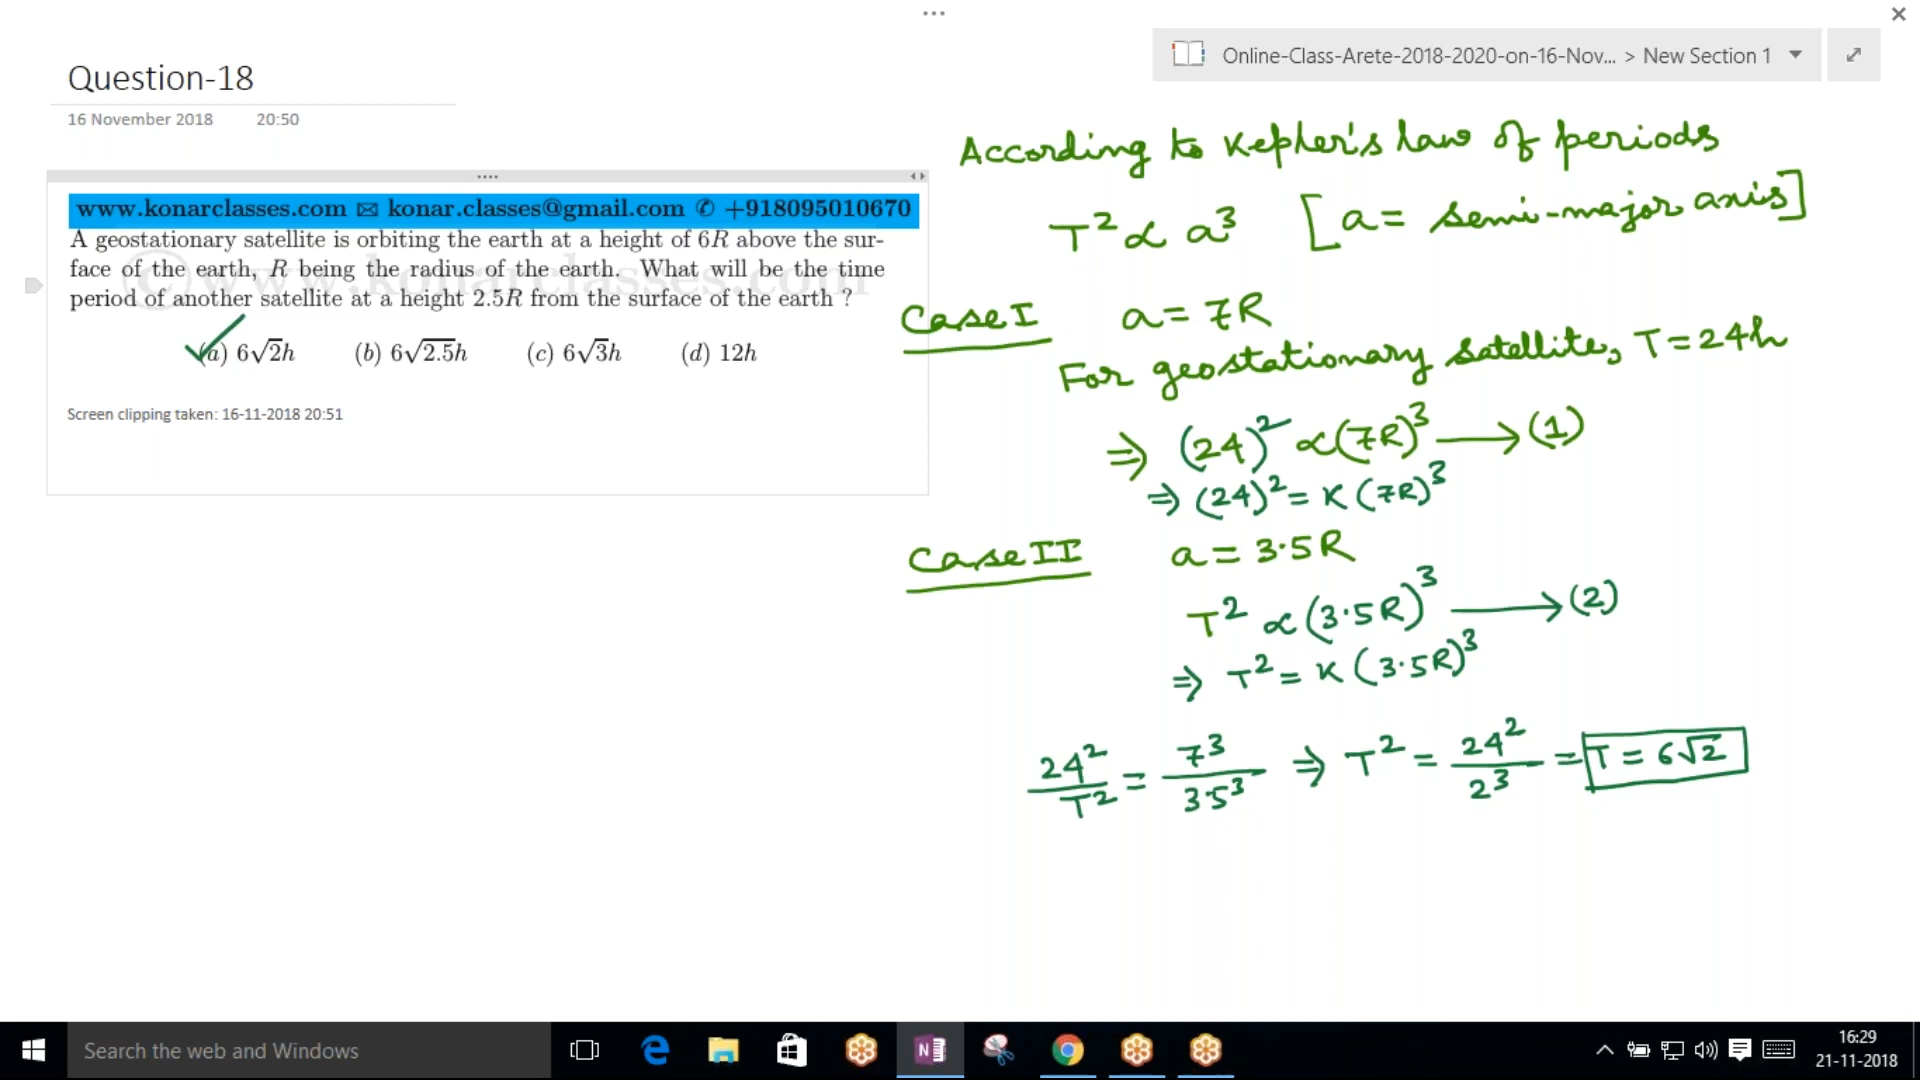 Online-Class-Arete-2018-2020-on-16-Nov... > New Section 1
Question-18
16 November 2018 20:50
www.konarclasses.com ✉ konar.classes@gmail.com ✆ +918095010670
A geostationary satellite is orbiting the earth at a height of 6R above the sur-
face of the earth, R being the radius of the earth. What will be the time
period of another satellite at a height 2.5R from the surface of the earth ?
© www.konarclasses.com
(a) 6√2h (b) 6√2.5h (c) 6√3h (d) 12h
Screen clipping taken: 16-11-2018 20:51
According to Kepler's law of periods
T² ∝ a³ [a = semi-major axis]
Case I a = 7R
For geostationary satellite, T = 24h
⇒ (24)² ∝ (7R)³ → (1)
⇒ (24)² = K (7R)³
Case II a = 3.5R
T² ∝ (3.5R)³ → (2)
⇒ T² = K (3.5R)³
24²/T² = 7³/3.5³ ⇒ T² = 24²/2³ = T = 6√2
Search the web and Windows
16:29
21-11-2018